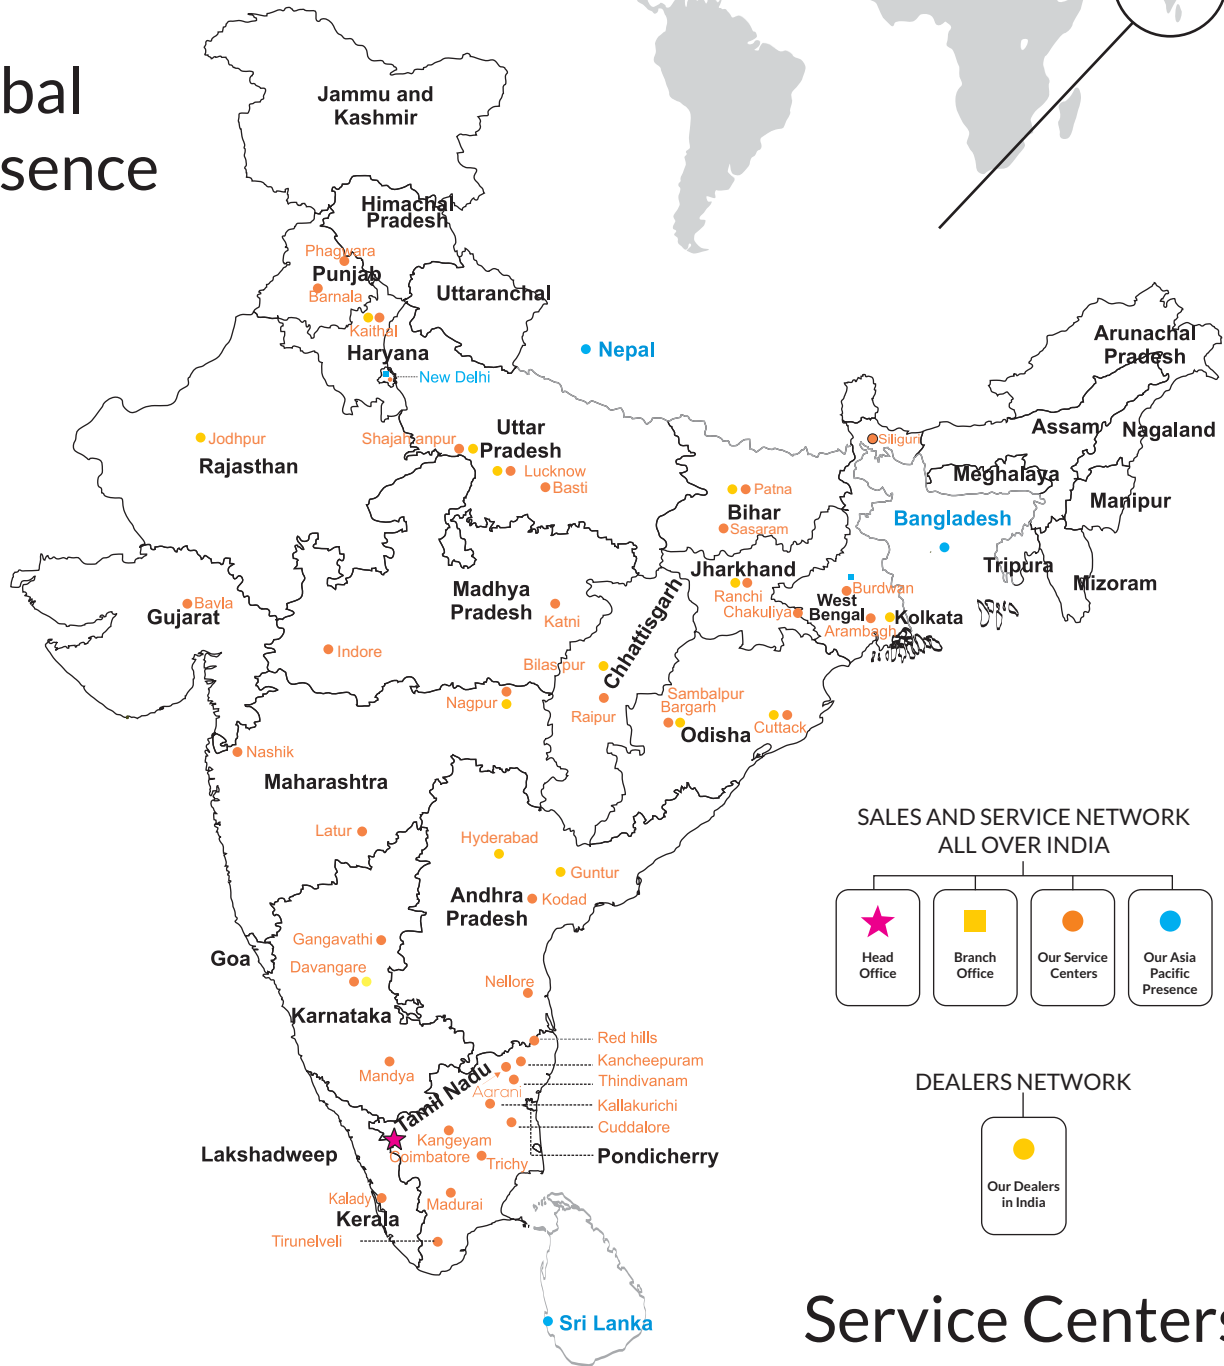 bal
sence
Jammu and
Kashmir
Himachal
Pradesh
Phagwara
Punjab
Barnala
Uttaranchal
Kaithal
Haryana
New Delhi
Nepal
Arunachal
Pradesh
Jodhpur
Rajasthan
Shajahanpur
Uttar
Pradesh
Lucknow
Basti
Siliguri
Assam
Nagaland
Meghalaya
Manipur
Patna
Bihar
Sasaram
Bangladesh
Tripura
Mizoram
Jharkhand
Ranchi
Chakuliya
Burdwan
West
Bengal
Kolkata
Arambagh
Bavla
Gujarat
Madhya
Pradesh
Katni
Indore
Chhattisgarh
Bilaspur
Raipur
Sambalpur
Bargarh
Odisha
Cuttack
Nagpur
Nashik
Maharashtra
Latur
Hyderabad
Guntur
Andhra
Pradesh
Kodad
Gangavathi
Goa
Davangare
Karnataka
Nellore
Mandya
Red hills
Kancheepuram
Thindivanam
Kallakurichi
Cuddalore
Pondicherry
Tamil Nadu
Aarani
Kangeyam
Coimbatore
Trichy
Lakshadweep
Kalady
Kerala
Madurai
Tirunelveli
Sri Lanka
SALES AND SERVICE NETWORK
ALL OVER INDIA
Head
Office
Branch
Office
Our Service
Centers
Our Asia
Pacific
Presence
DEALERS NETWORK
Our Dealers
in India
Service Centers